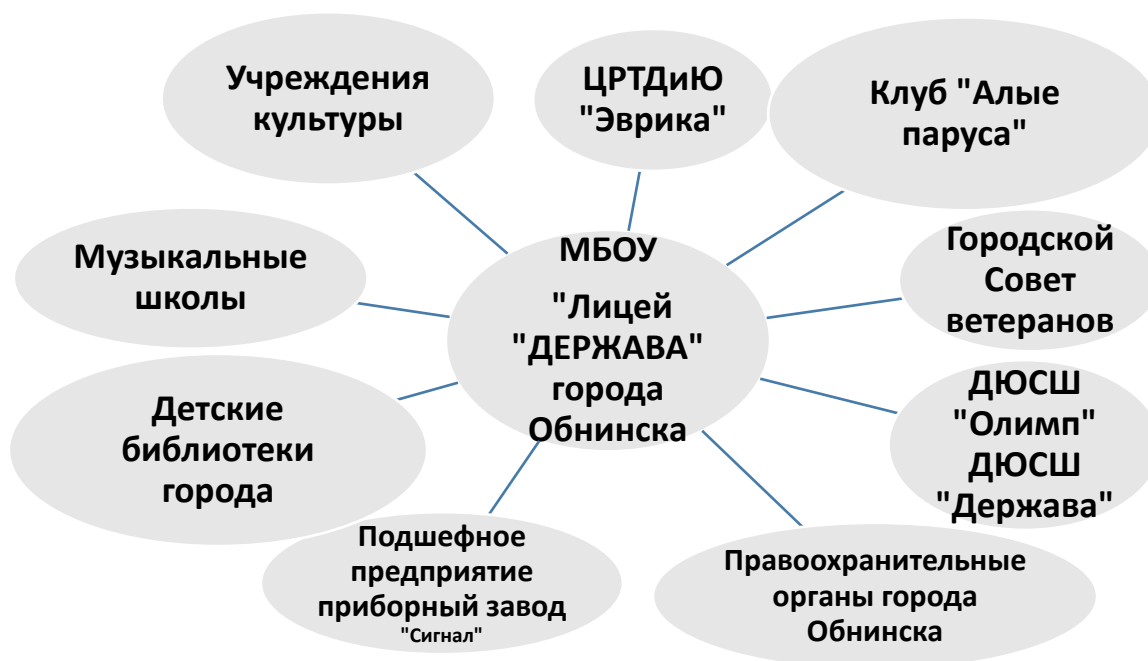 Учреждения
культуры
ЦРТДиЮ
"Эврика"
Клуб "Алые
паруса"
Музыкальные
школы
МБОУ
"Лицей
"ДЕРЖАВА"
города
Обнинска
Городской
Совет
ветеранов
Детские
библиотеки
города
ДЮСШ
"Олимп"
ДЮСШ
"Держава"
Подшефное
предприятие
приборный завод
"Сигнал"
Правоохранительные
органы города
Обнинска